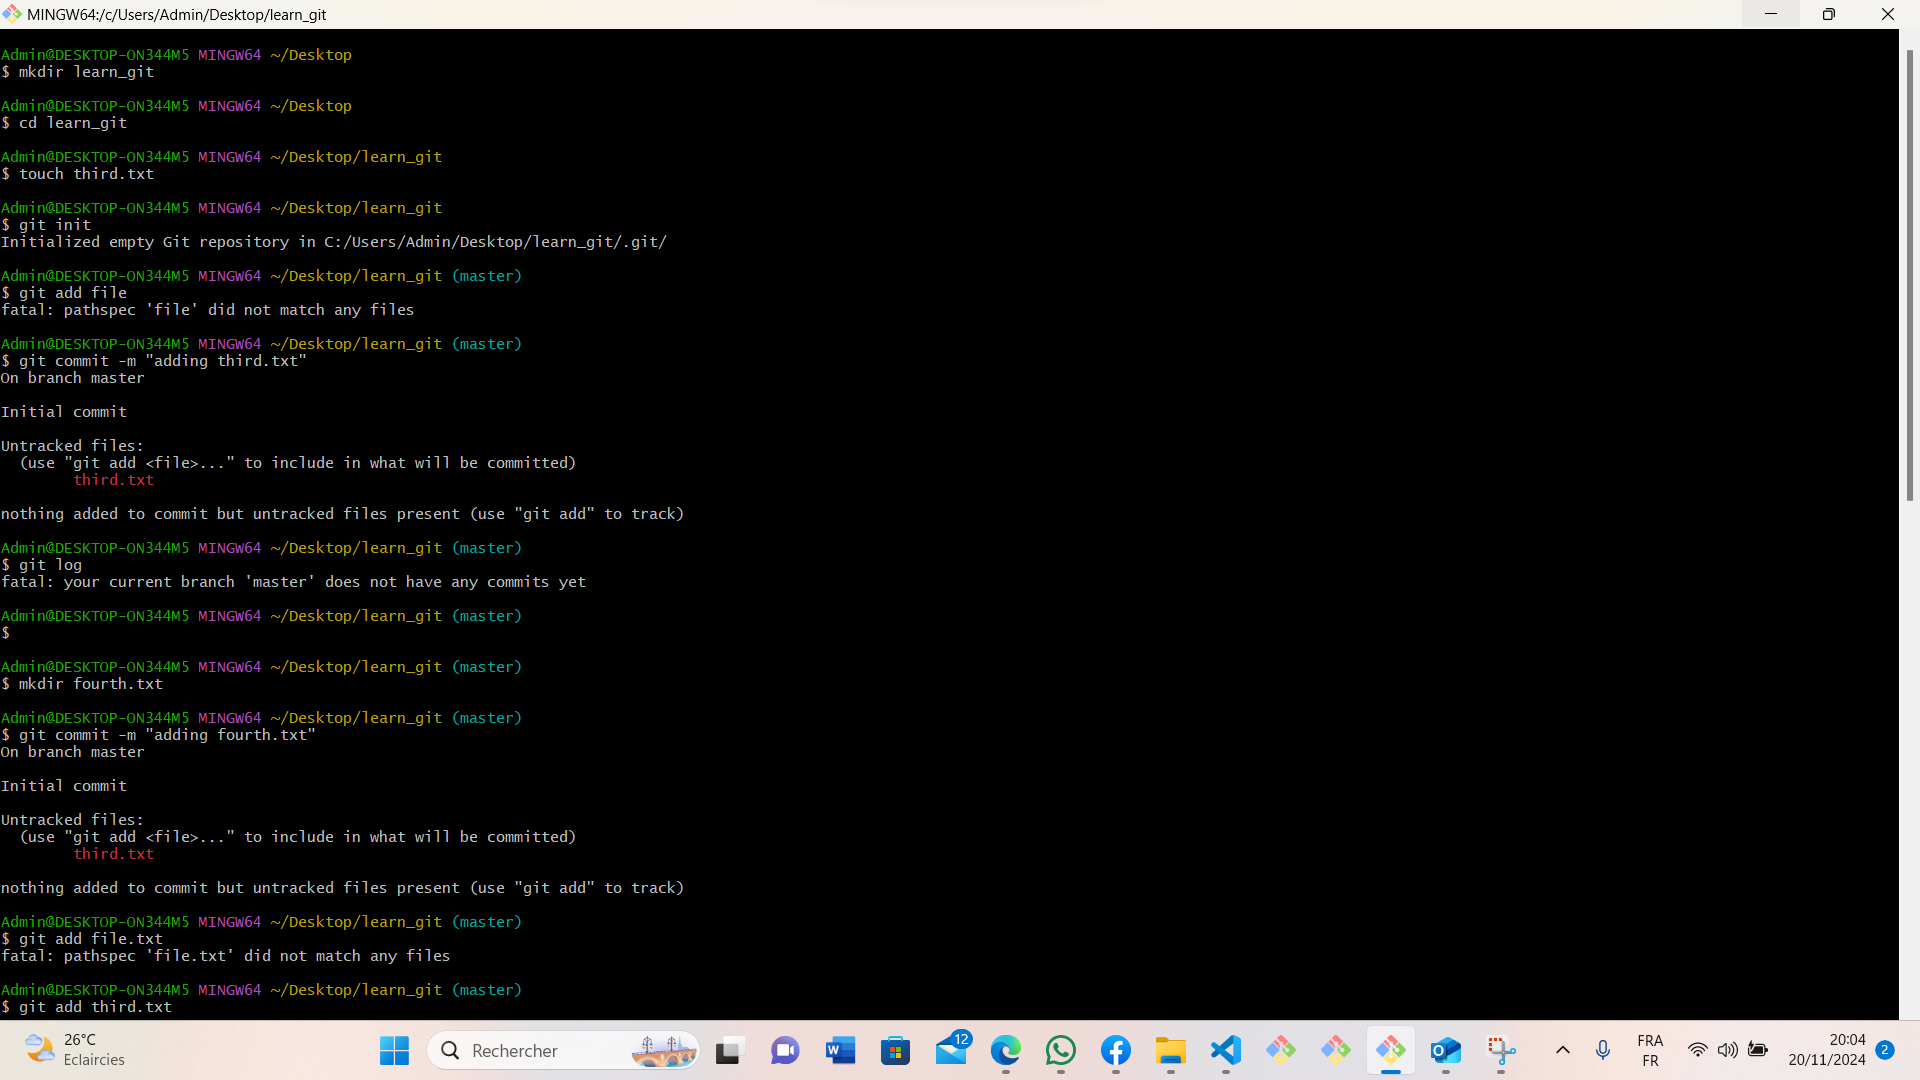 MINGW64:/c/Users/Admin/Desktop/learn_git
Admin@DESKTOP-ON344M5 MINGW64 ~/Desktop
$ mkdir learn_git
Admin@DESKTOP-ON344M5 MINGW64 ~/Desktop
$ cd learn_git
Admin@DESKTOP-ON344M5 MINGW64 ~/Desktop/learn_git
$ touch third.txt
Admin@DESKTOP-ON344M5 MINGW64 ~/Desktop/learn_git
$ git init
Initialized empty Git repository in C:/Users/Admin/Desktop/learn_git/.git/
Admin@DESKTOP-ON344M5 MINGW64 ~/Desktop/learn_git (master)
$ git add file
fatal: pathspec 'file' did not match any files
Admin@DESKTOP-ON344M5 MINGW64 ~/Desktop/learn_git (master)
$ git commit -m "adding third.txt"
On branch master
Initial commit
Untracked files:
(use "git add <file>..." to include in what will be committed)
third.txt
nothing added to commit but untracked files present (use "git add" to track)
Admin@DESKTOP-ON344M5 MINGW64 ~/Desktop/learn_git (master)
$ git log
fatal: your current branch 'master' does not have any commits yet
Admin@DESKTOP-ON344M5 MINGW64 ~/Desktop/learn_git (master)
$
Admin@DESKTOP-ON344M5 MINGW64 ~/Desktop/learn_git (master)
$ mkdir fourth.txt
Admin@DESKTOP-ON344M5 MINGW64 ~/Desktop/learn_git (master)
$ git commit -m "adding fourth.txt"
On branch master
Initial commit
Untracked files:
(use "git add <file>..." to include in what will be committed)
third.txt
nothing added to commit but untracked files present (use "git add" to track)
Admin@DESKTOP-ON344M5 MINGW64 ~/Desktop/learn_git (master)
$ git add file.txt
fatal: pathspec 'file.txt' did not match any files
Admin@DESKTOP-ON344M5 MINGW64 ~/Desktop/learn_git (master)
$ git add third.txt
26°C
Eclaircies
Rechercher
12
FRA
FR
20:04
20/11/2024
2